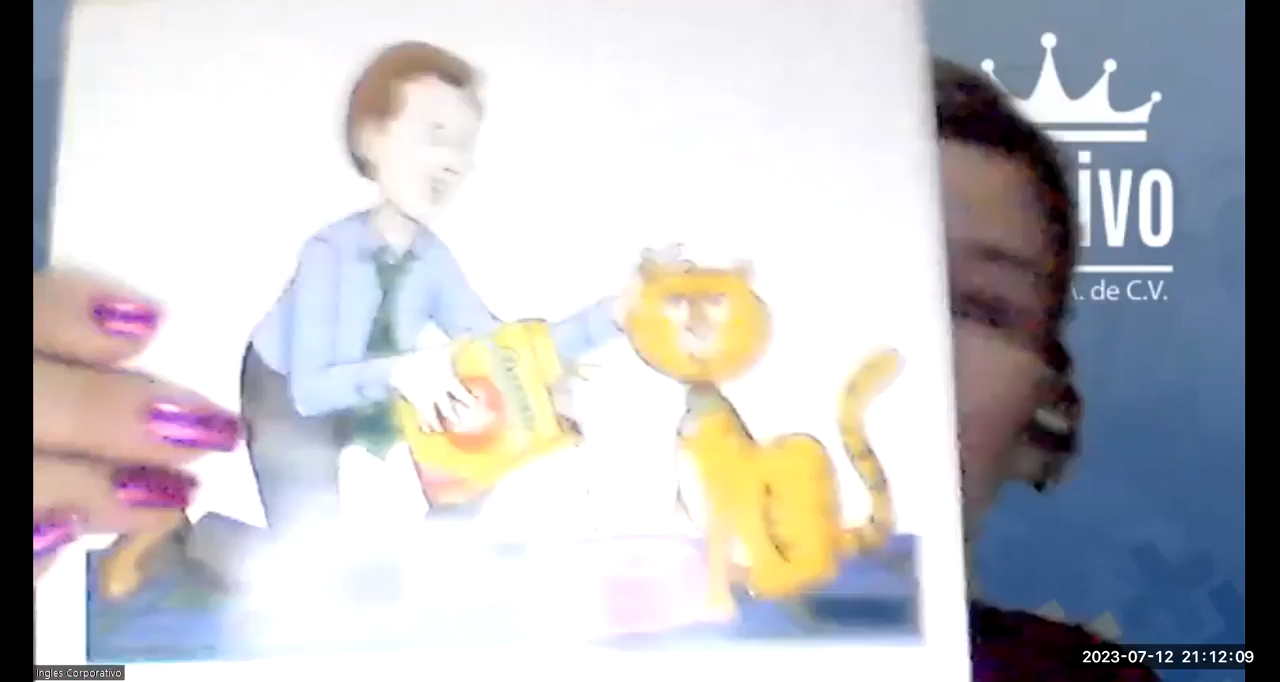 ivo
. de C.V.
Ingles Corporativo
2023-07-12 21:12:09